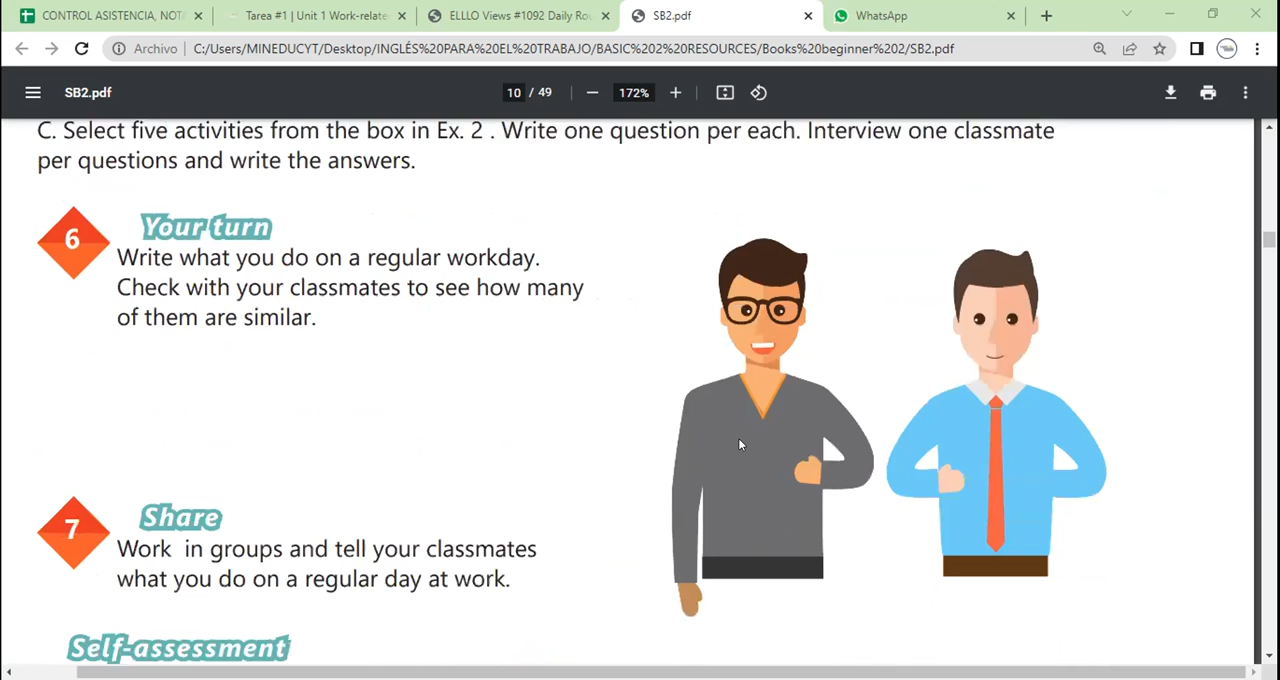 CONTROL ASISTENCIA, NOT
Tarea #1 | Unit 1 Work-relate
ELLLO Views #1092 Daily Rou
SB2.pdf
WhatsApp
Archivo
C:/Users/MINEDUCYT/Desktop/INGLÉS%20PARA%20EL%20TRABAJO/BASIC%202%20RESOURCES/Books%20beginner%202/SB2.pdf
SB2.pdf
10 / 49
172%
C. Select five activities from the box in Ex. 2 . Write one question per each. Interview one classmate
per questions and write the answers.
6
Your turn
Write what you do on a regular workday.
Check with your classmates to see how many
of them are similar.
7
Share
Work in groups and tell your classmates
what you do on a regular day at work.
Self-assessment